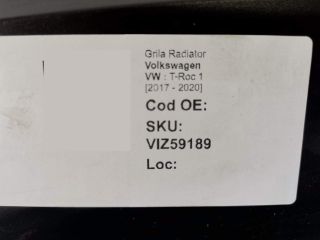 Grila Radiator
Volkswagen
VW : T-Roc 1
[2017 - 2020]
Cod OE:
SKU:
VIZ59189
Loc: